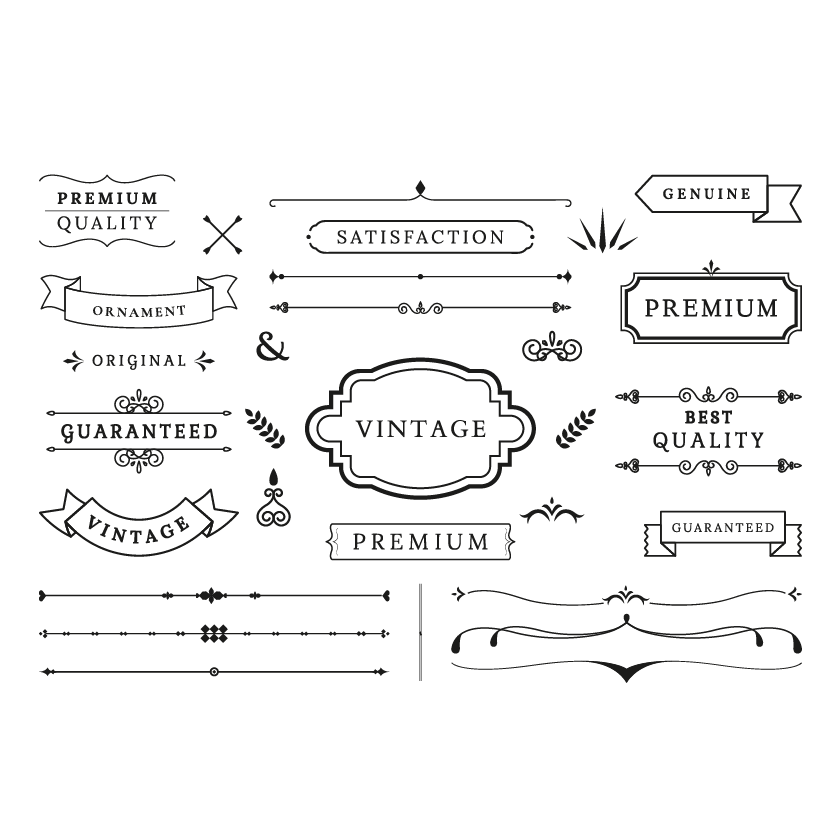 PREMIUM
QUALITY
GENUINE
SATISFACTION
ORNAMENT
PREMIUM
ORIGINAL
&
GUARANTEED
VINTAGE
BEST
QUALITY
VINTAGE
PREMIUM
GUARANTEED